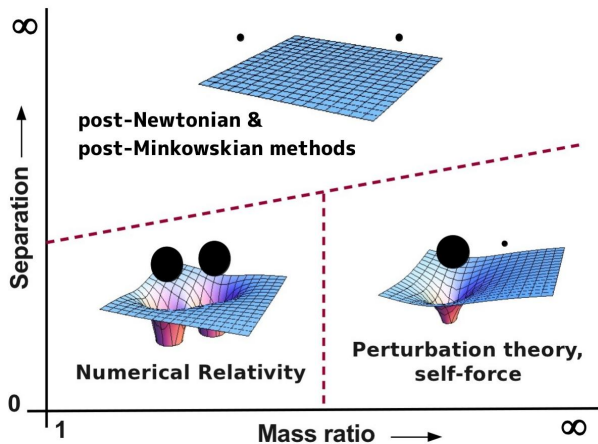 ∞
post-Newtonian &
post-Minkowskian methods
Separation
Numerical Relativity
Perturbation theory,
self-force
0
1
Mass ratio
∞